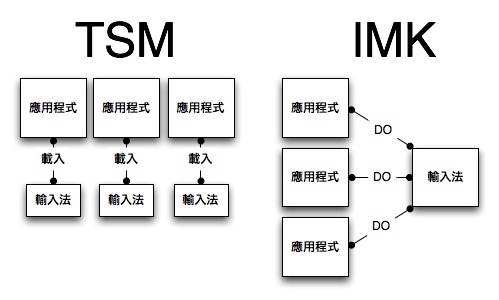 TSM
應用程式 應用程式 應用程式
載入 載入 載入
輸入法 輸入法 輸入法
IMK
應用程式
DO
應用程式 DO 輸入法
DO
應用程式